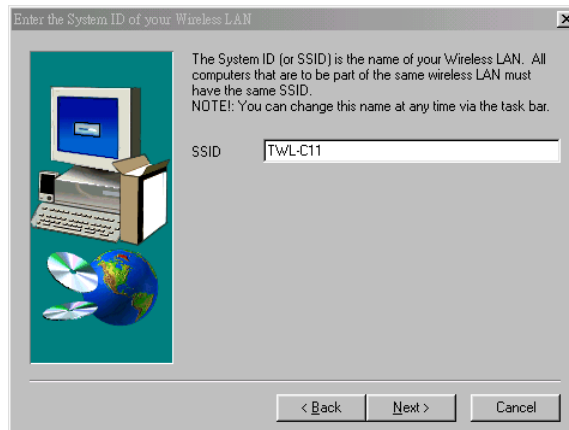 Enter the System ID of your Wireless LAN
The System ID (or SSID) is the name of your Wireless LAN. All
computers that are to be part of the same wireless LAN must
have the same SSID.
NOTE!: You can change this name at any time via the task bar.
SSID TWL-C11
< Back Next > Cancel